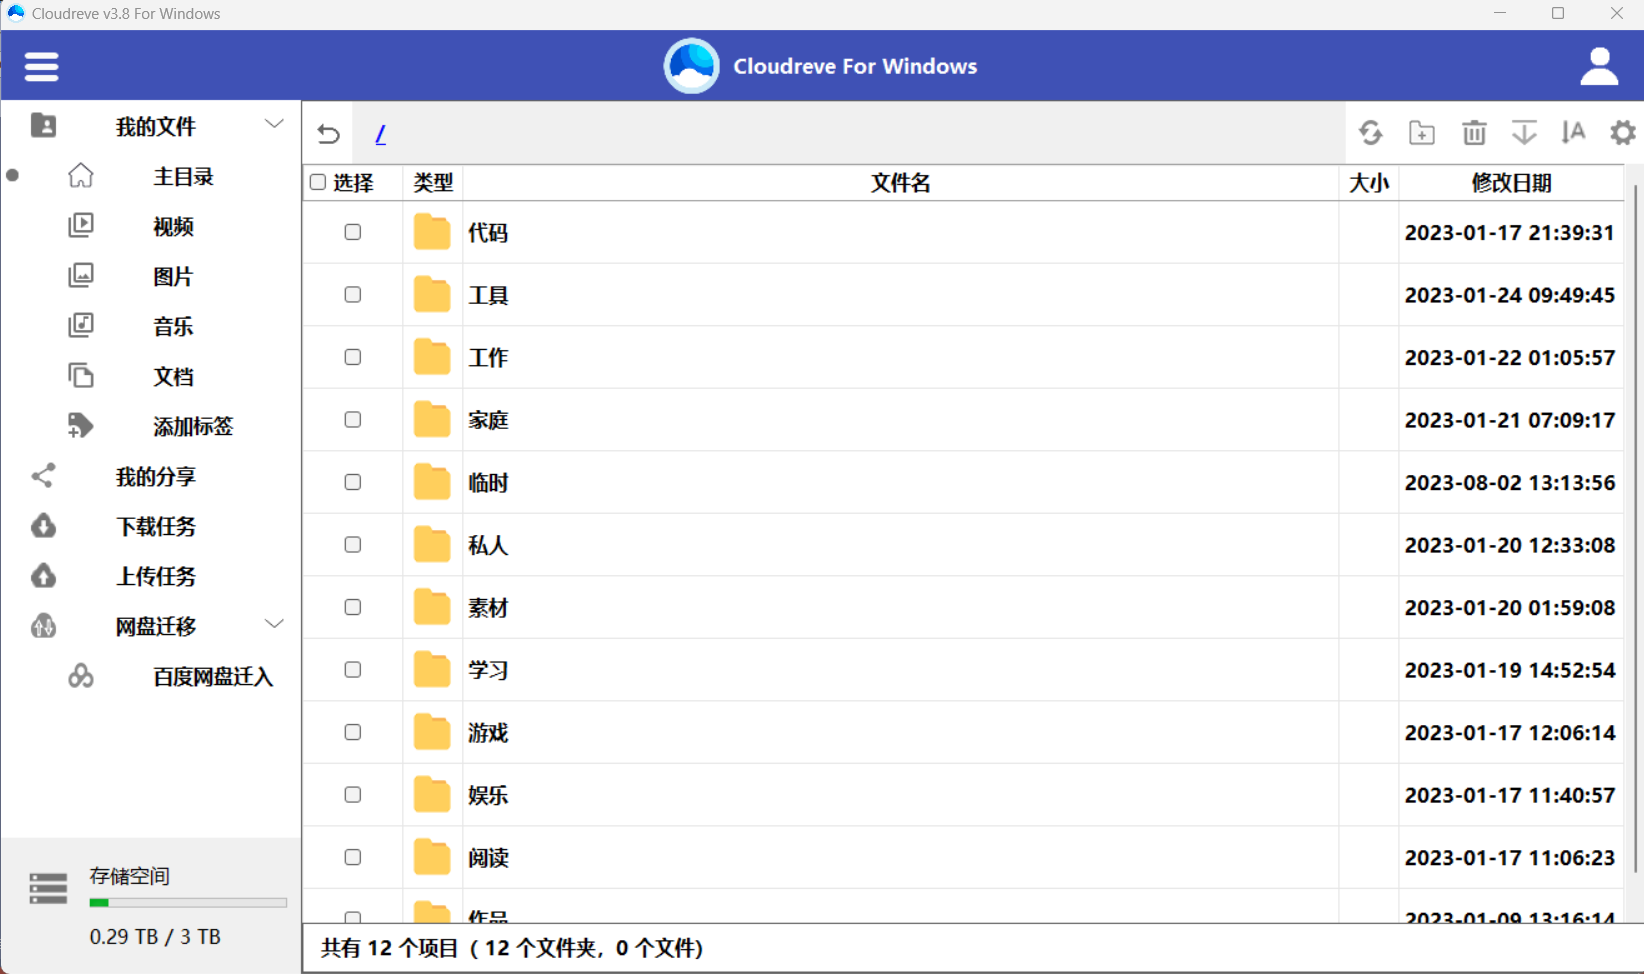 Cloudreve v3.8 For Windows
Cloudreve For Windows
我的文件
主目录
视频
图片
音乐
文档
添加标签
我的分享
下载任务
上传任务
网盘迁移
百度网盘迁入
存储空间
0.29 TB / 3 TB
/
选择 类型 文件名 大小 修改日期
代码 2023-01-17 21:39:31
工具 2023-01-24 09:49:45
工作 2023-01-22 01:05:57
家庭 2023-01-21 07:09:17
临时 2023-08-02 13:13:56
私人 2023-01-20 12:33:08
素材 2023-01-20 01:59:08
学习 2023-01-19 14:52:54
游戏 2023-01-17 12:06:14
娱乐 2023-01-17 11:40:57
阅读 2023-01-17 11:06:23
作品 2023-01-09 13:16:14
共有 12 个项目（ 12 个文件夹，0 个文件）